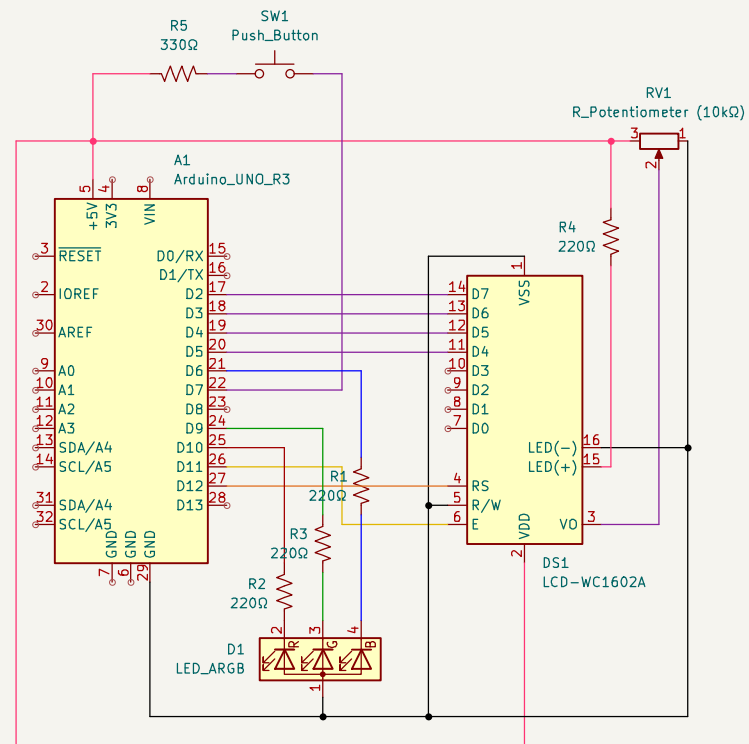 SW1
Push_Button
R5
330Ω
RV1
R_Potentiometer (10kΩ)
3
1
2
A1
Arduino_UNO_R3
5
4
8
+5V
3V3
VIN
3
RESET
D0/RX
15
D1/TX
16
2
IOREF
D2
17
D3
18
30
AREF
D4
19
D5
20
9
A0
D6
21
10
A1
D7
22
11
A2
D8
23
12
A3
D9
24
13
SDA/A4
D10
25
14
SCL/A5
D11
26
D12
27
31
SDA/A4
D13
28
32
SCL/A5
GND
GND
GND
7
6
29
R4
220Ω
1
VSS
14
D7
13
D6
12
D5
11
D4
10
D3
9
D2
8
D1
7
D0
LED(-)
16
LED(+)
15
4
RS
5
R/W
6
E
VDD
VO
3
2
DS1
LCD-WC1602A
R1
220Ω
R3
220Ω
R2
220Ω
2
3
4
R
G
B
D1
LED_ARGB
1